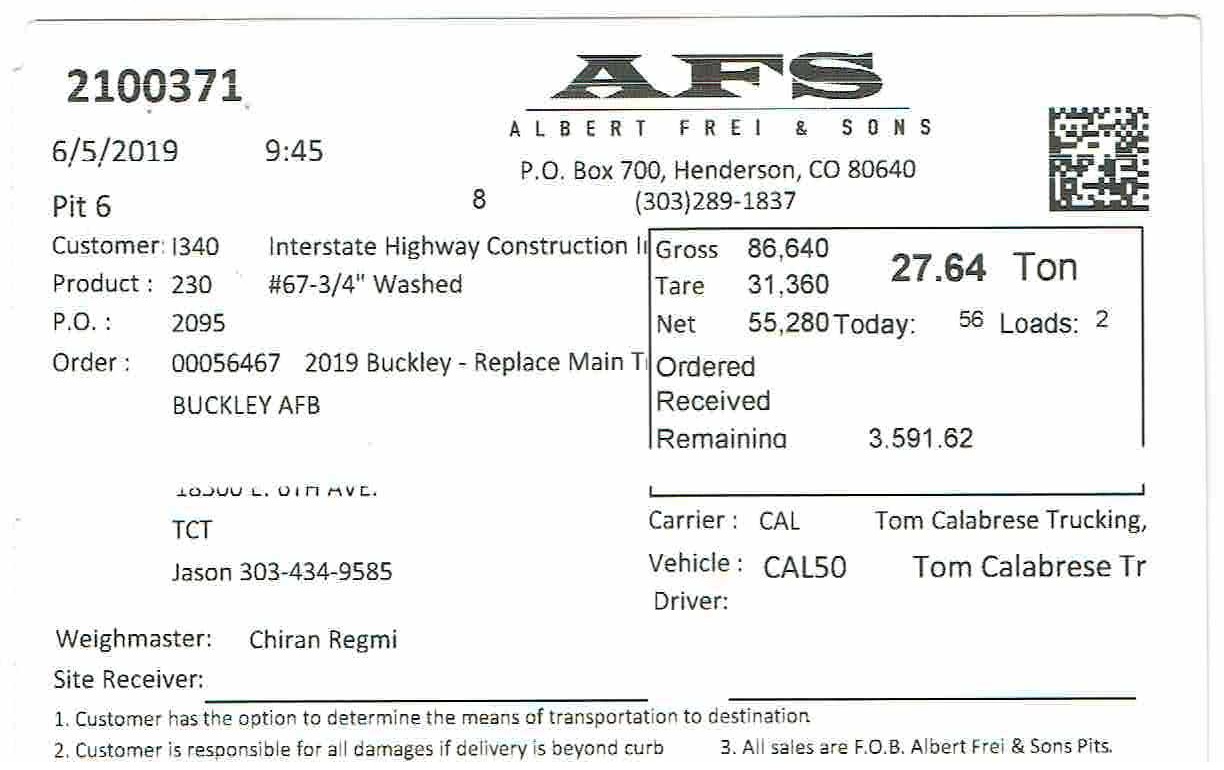 2100371
AFS
ALBERT FREI & SONS
6/5/2019 9:45
P.O. Box 700, Henderson, CO 80640
Pit 6 8 (303)289-1837
Customer: I340 Interstate Highway Construction I
Product : 230 #67-3/4" Washed
P.O. : 2095
Order : 00056467 2019 Buckley - Replace Main T
BUCKLEY AFB
Gross 86,640 27.64 Ton
Tare 31,360
Net 55,280 Today: 56 Loads: 2
Ordered
Received
Remaining 3.591.62
E. 6TH AVE.
TCT
Jason 303-434-9585
Carrier : CAL Tom Calabrese Trucking,
Vehicle : CAL50 Tom Calabrese Tr
Driver:
Weighmaster: Chiran Regmi
Site Receiver:
1. Customer has the option to determine the means of transportation to destination
2. Customer is responsible for all damages if delivery is beyond curb 3. All sales are F.O.B. Albert Frei & Sons Pits.